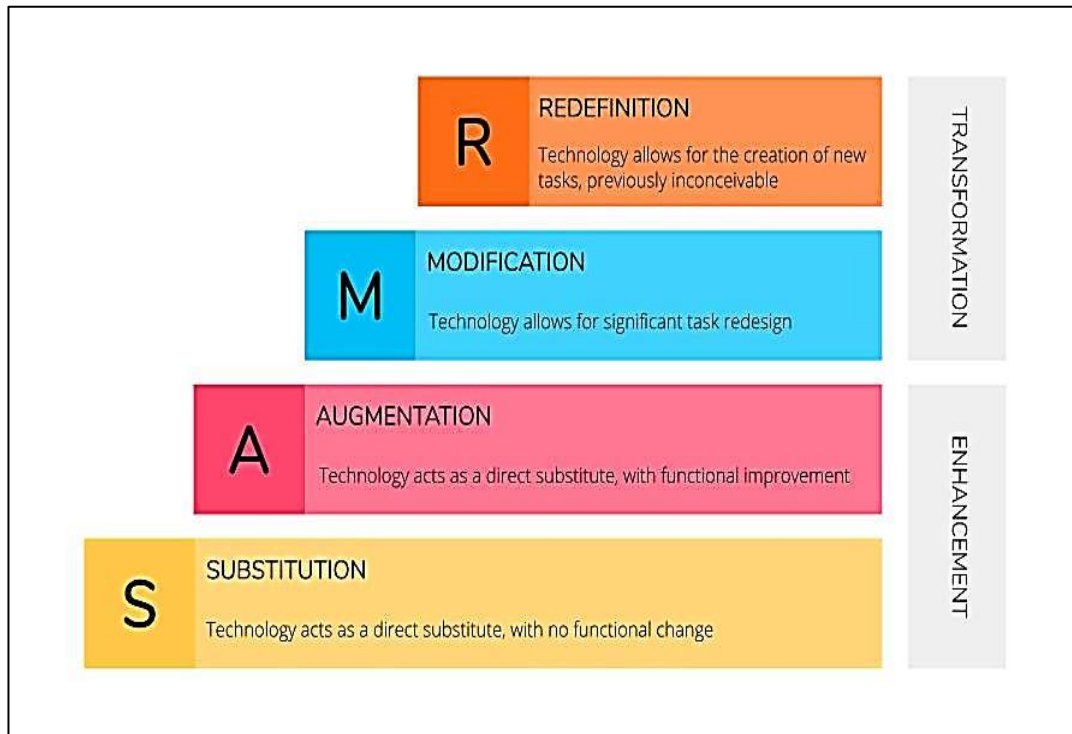 R
REDEFINITION
Technology allows for the creation of new
tasks, previously inconceivable
M
MODIFICATION
Technology allows for significant task redesign
TRANSFORMATION
A
AUGMENTATION
Technology acts as a direct substitute, with functional improvement
S
SUBSTITUTION
Technology acts as a direct substitute, with no functional change
ENHANCEMENT